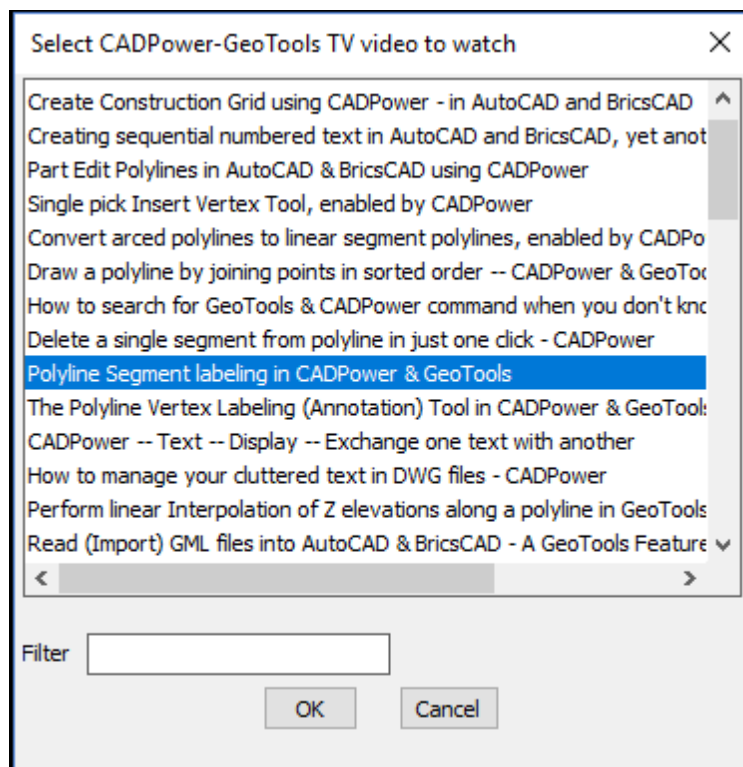 Select CADPower-GeoTools TV video to watch
Create Construction Grid using CADPower - in AutoCAD and BricsCAD
Creating sequential numbered text in AutoCAD and BricsCAD, yet anot
Part Edit Polylines in AutoCAD & BricsCAD using CADPower
Single pick Insert Vertex Tool, enabled by CADPower
Convert arced polylines to linear segment polylines, enabled by CADPo
Draw a polyline by joining points in sorted order -- CADPower & GeoToo
How to search for GeoTools & CADPower command when you don't kno
Delete a single segment from polyline in just one click - CADPower
Polyline Segment labeling in CADPower & GeoTools
The Polyline Vertex Labeling (Annotation) Tool in CADPower & GeoTools
CADPower -- Text -- Display -- Exchange one text with another
How to manage your cluttered text in DWG files - CADPower
Perform linear Interpolation of Z elevations along a polyline in GeoTools
Read (Import) GML files into AutoCAD & BricsCAD - A GeoTools Feature
Filter
OK Cancel